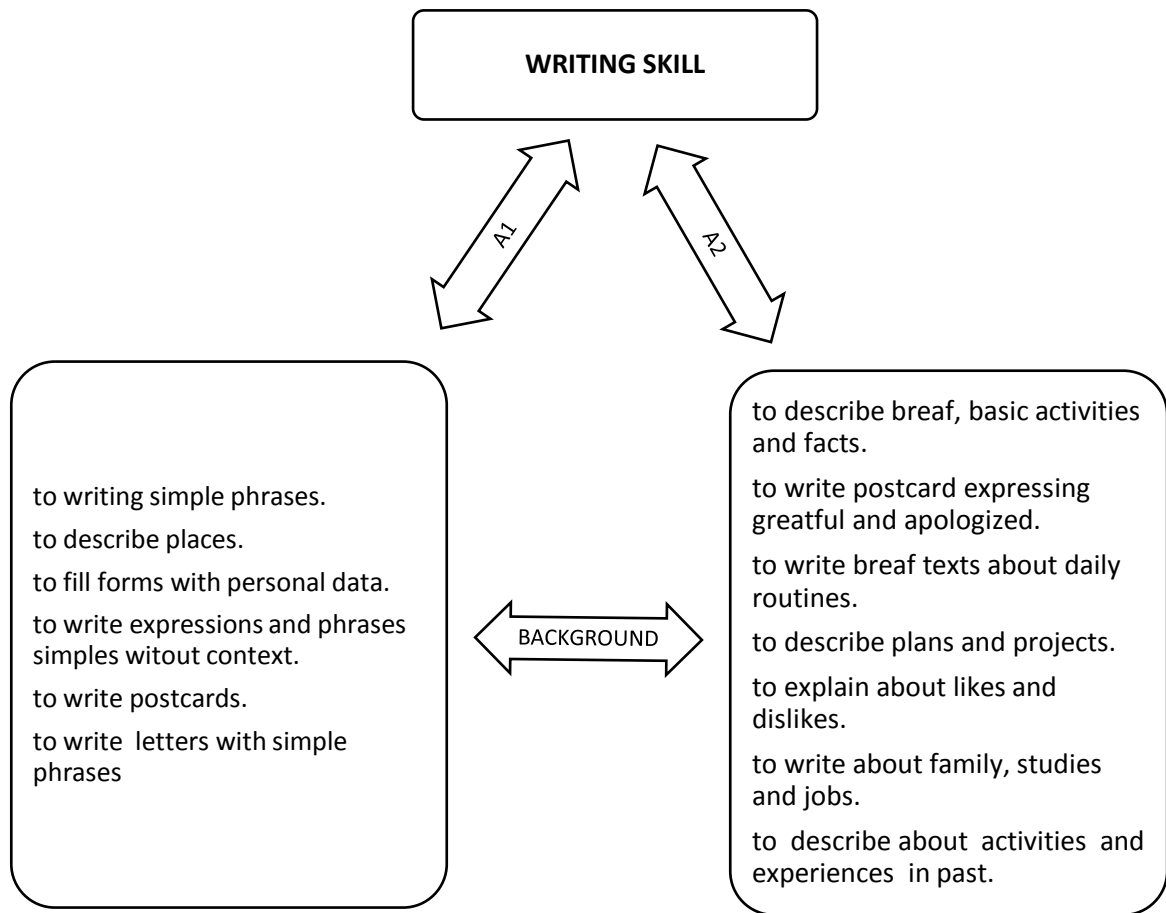 WRITING SKILL
A1
A2
to writing simple phrases.
to describe places.
to fill forms with personal data.
to write expressions and phrases
simples witout context.
to write postcards.
to write letters with simple
phrases
BACKGROUND
to describe breaf, basic activities
and facts.
to write postcard expressing
greatful and apologized.
to write breaf texts about daily
routines.
to describe plans and projects.
to explain about likes and
dislikes.
to write about family, studies
and jobs.
to describe about activities and
experiences in past.